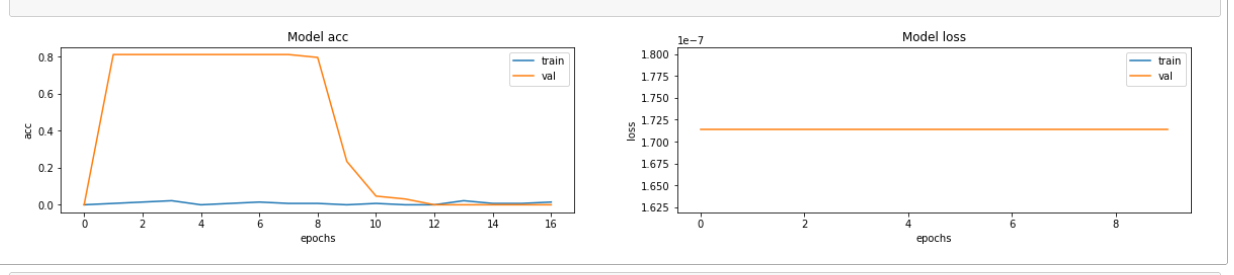 Model acc
0.8
0.6
0.4
0.2
0.0
acc
train
val
0 2 4 6 8 10 12 14 16
epochs
Model loss
1e−7
1.800
1.775
1.750
1.725
1.700
1.675
1.650
1.625
loss
train
val
0 2 4 6 8
epochs